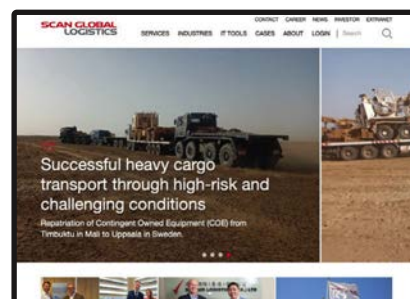 CONTACT CAREER NEWS INVESTOR EXTRANET
SCAN GLOBAL
LOGISTICS
SERVICES INDUSTRIES IT TOOLS CASES ABOUT LOGIN | Search
Successful heavy cargo
transport through high-risk and
challenging conditions
Repatriation of Contingent Owned Equipment (COE) from
Timbuktu in Mali to Uppsala in Sweden.